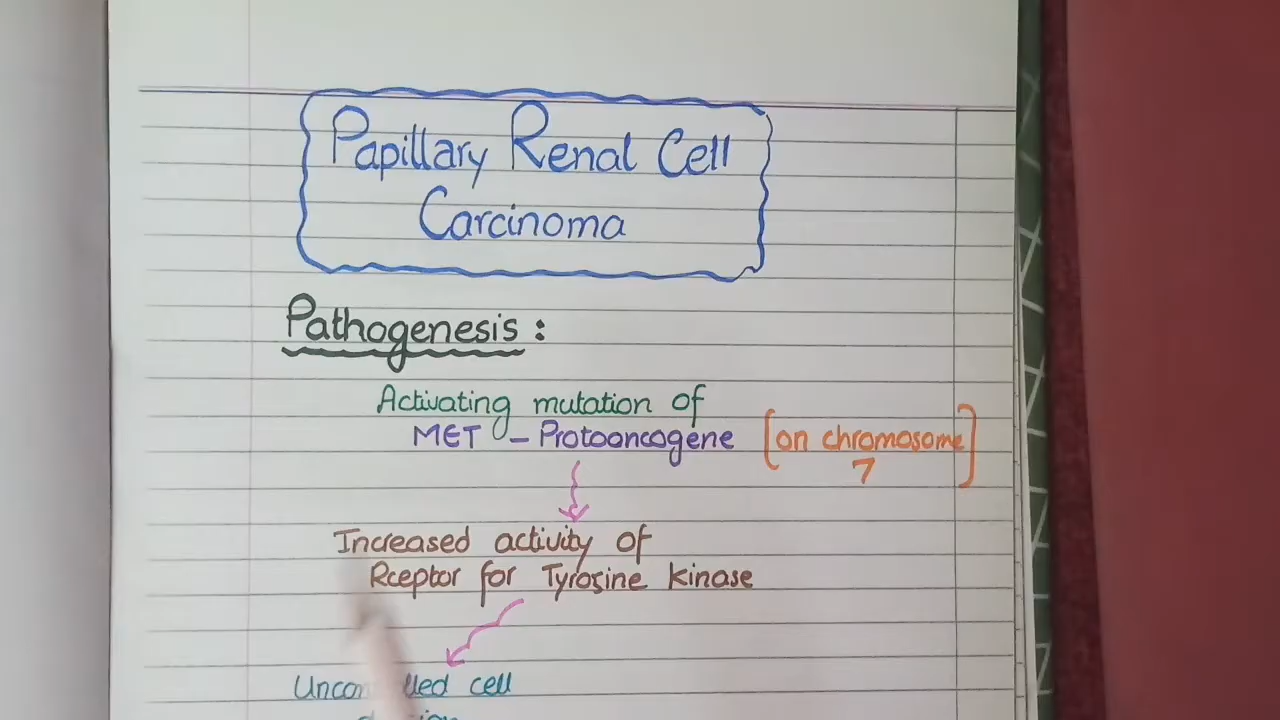 Papillary Renal Cell
Carcinoma
Pathogenesis :
Activating mutation of
MET - Protooncogene [on chromosome
7]
Increased activity of
Rceptor for Tyrosine kinase
cell